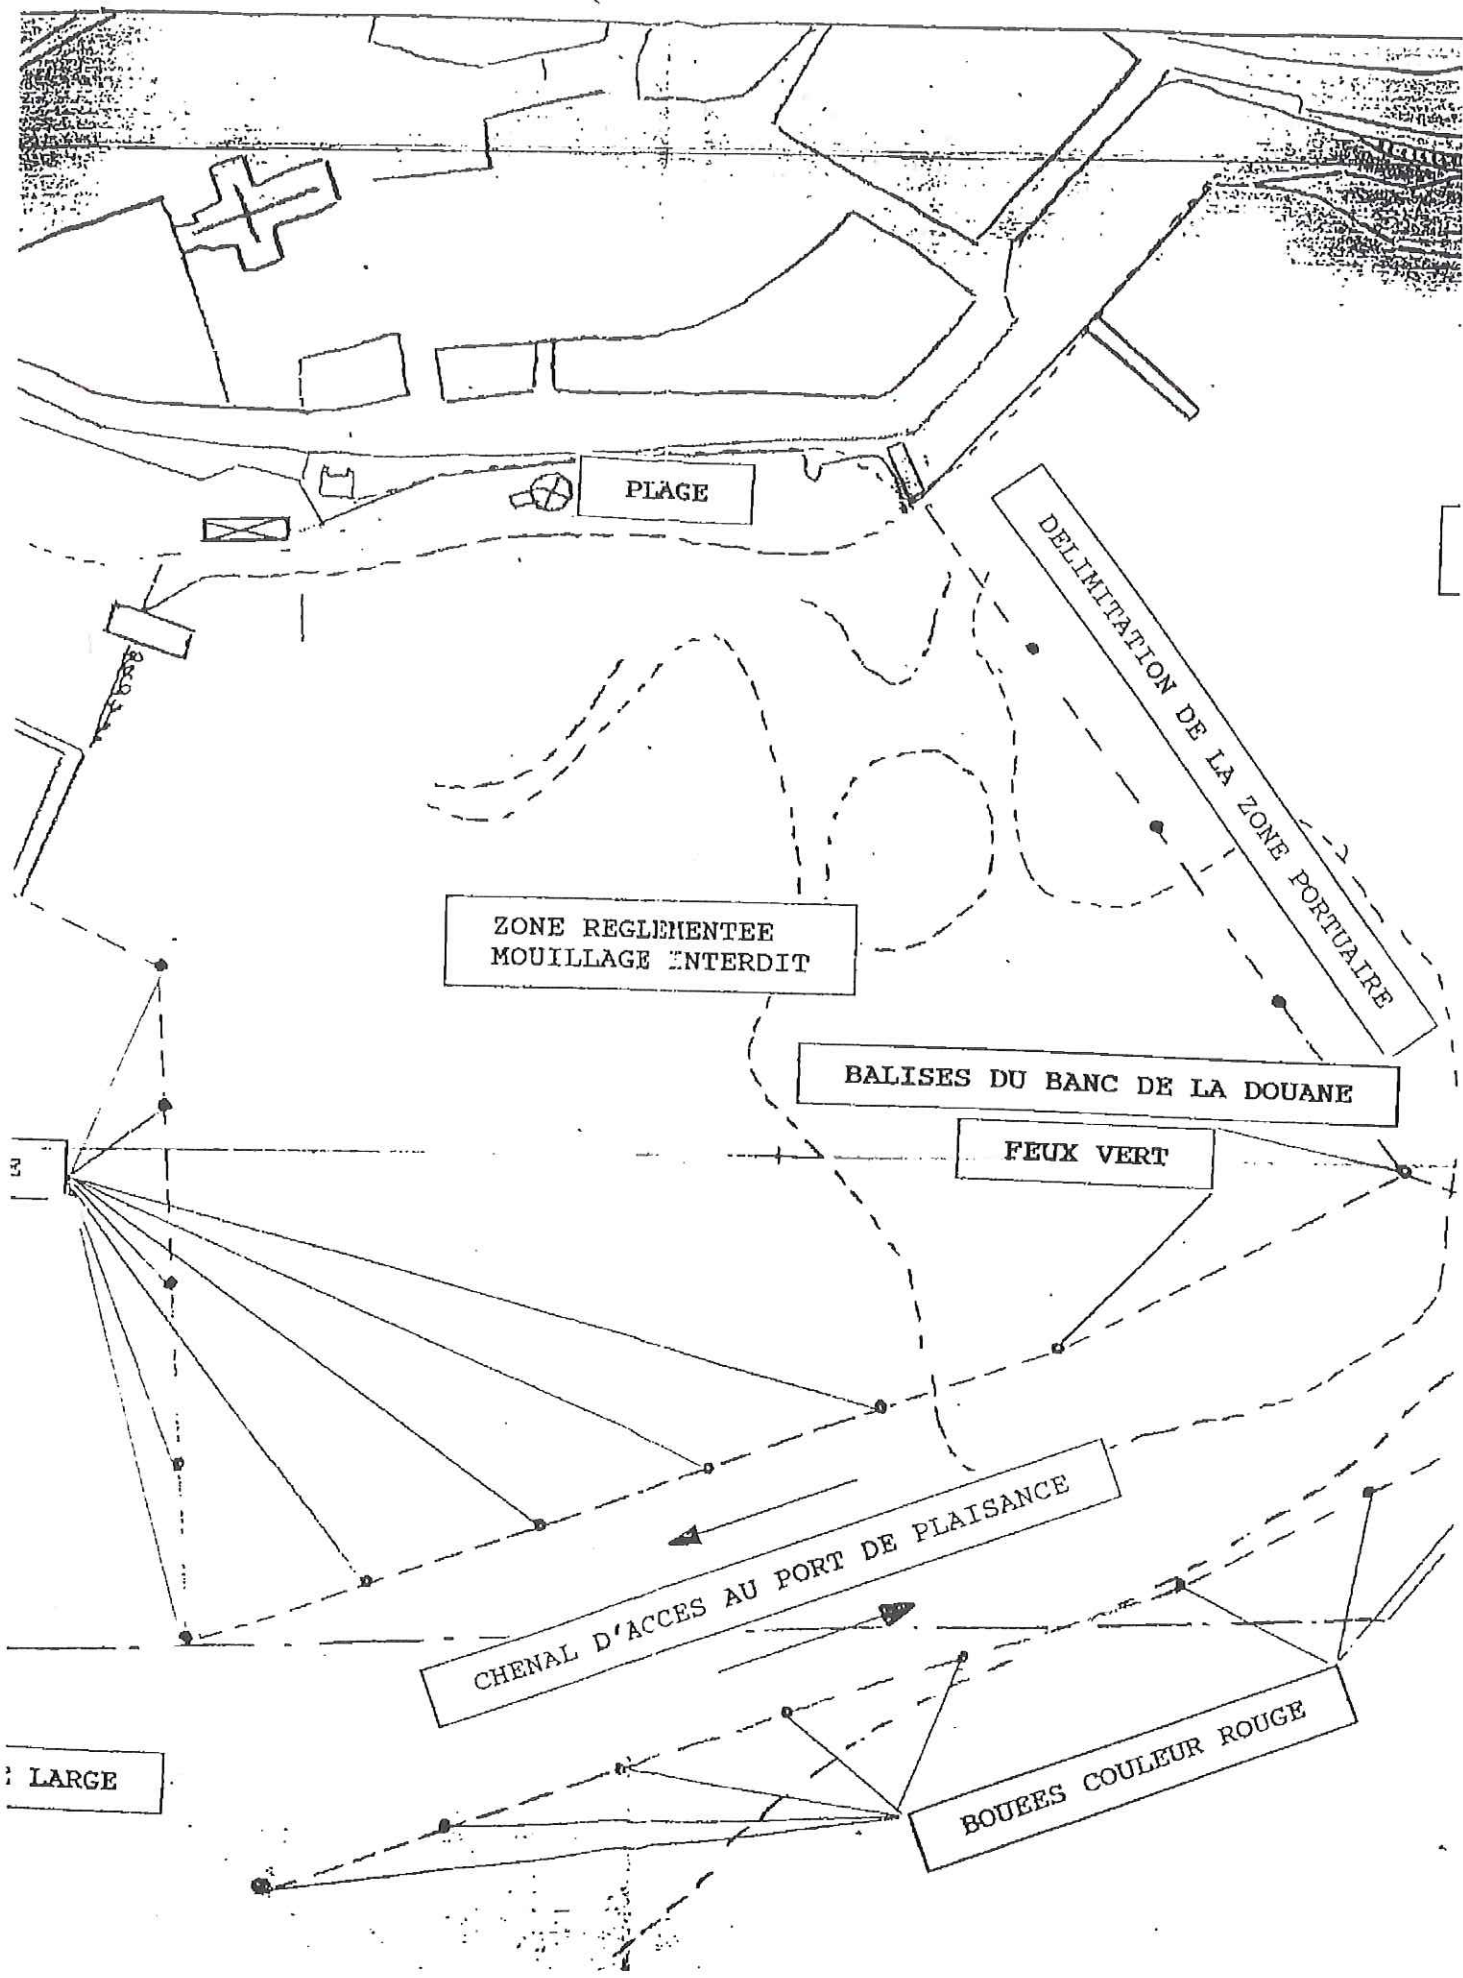 PLAGE
DELIMITATION DE LA ZONE PORTUAIRE
ZONE REGLEMENTEE
MOUILLAGE INTERDIT
BALISES DU BANC DE LA DOUANE
FEUX VERT
CHENAL D'ACCES AU PORT DE PLAISANCE
LARGE
BOUEES COULEUR ROUGE